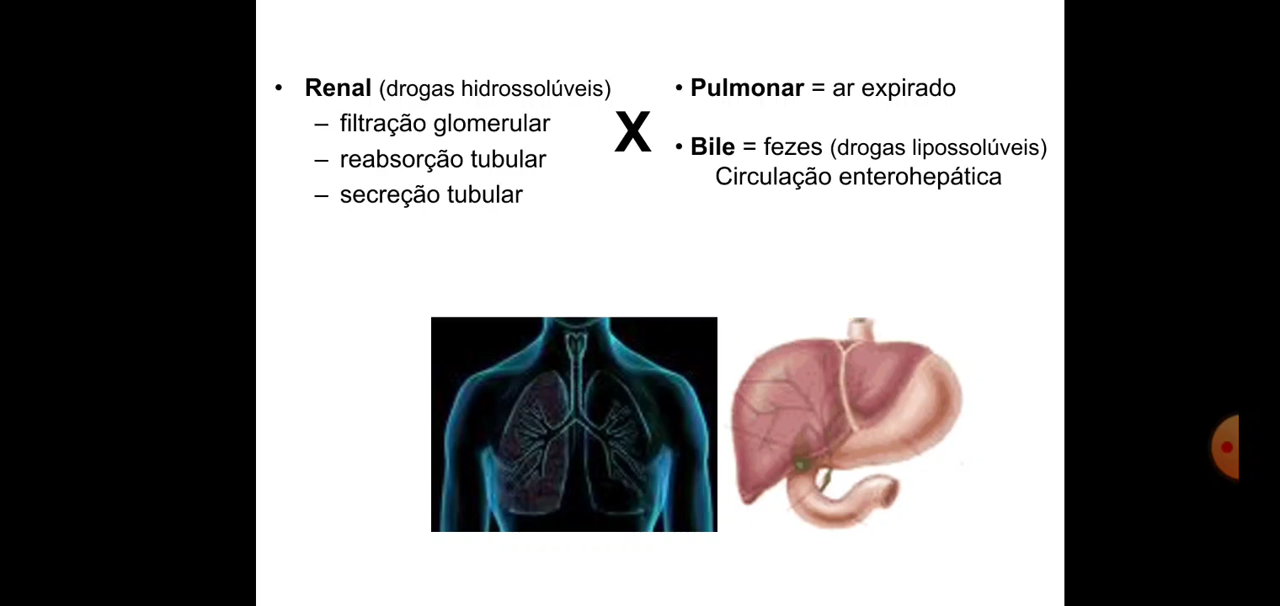 • Renal (drogas hidrossolúveis)
– filtração glomerular
– reabsorção tubular
– secreção tubular
X
• Pulmonar = ar expirado
• Bile = fezes (drogas lipossolúveis)
Circulação enterohepática